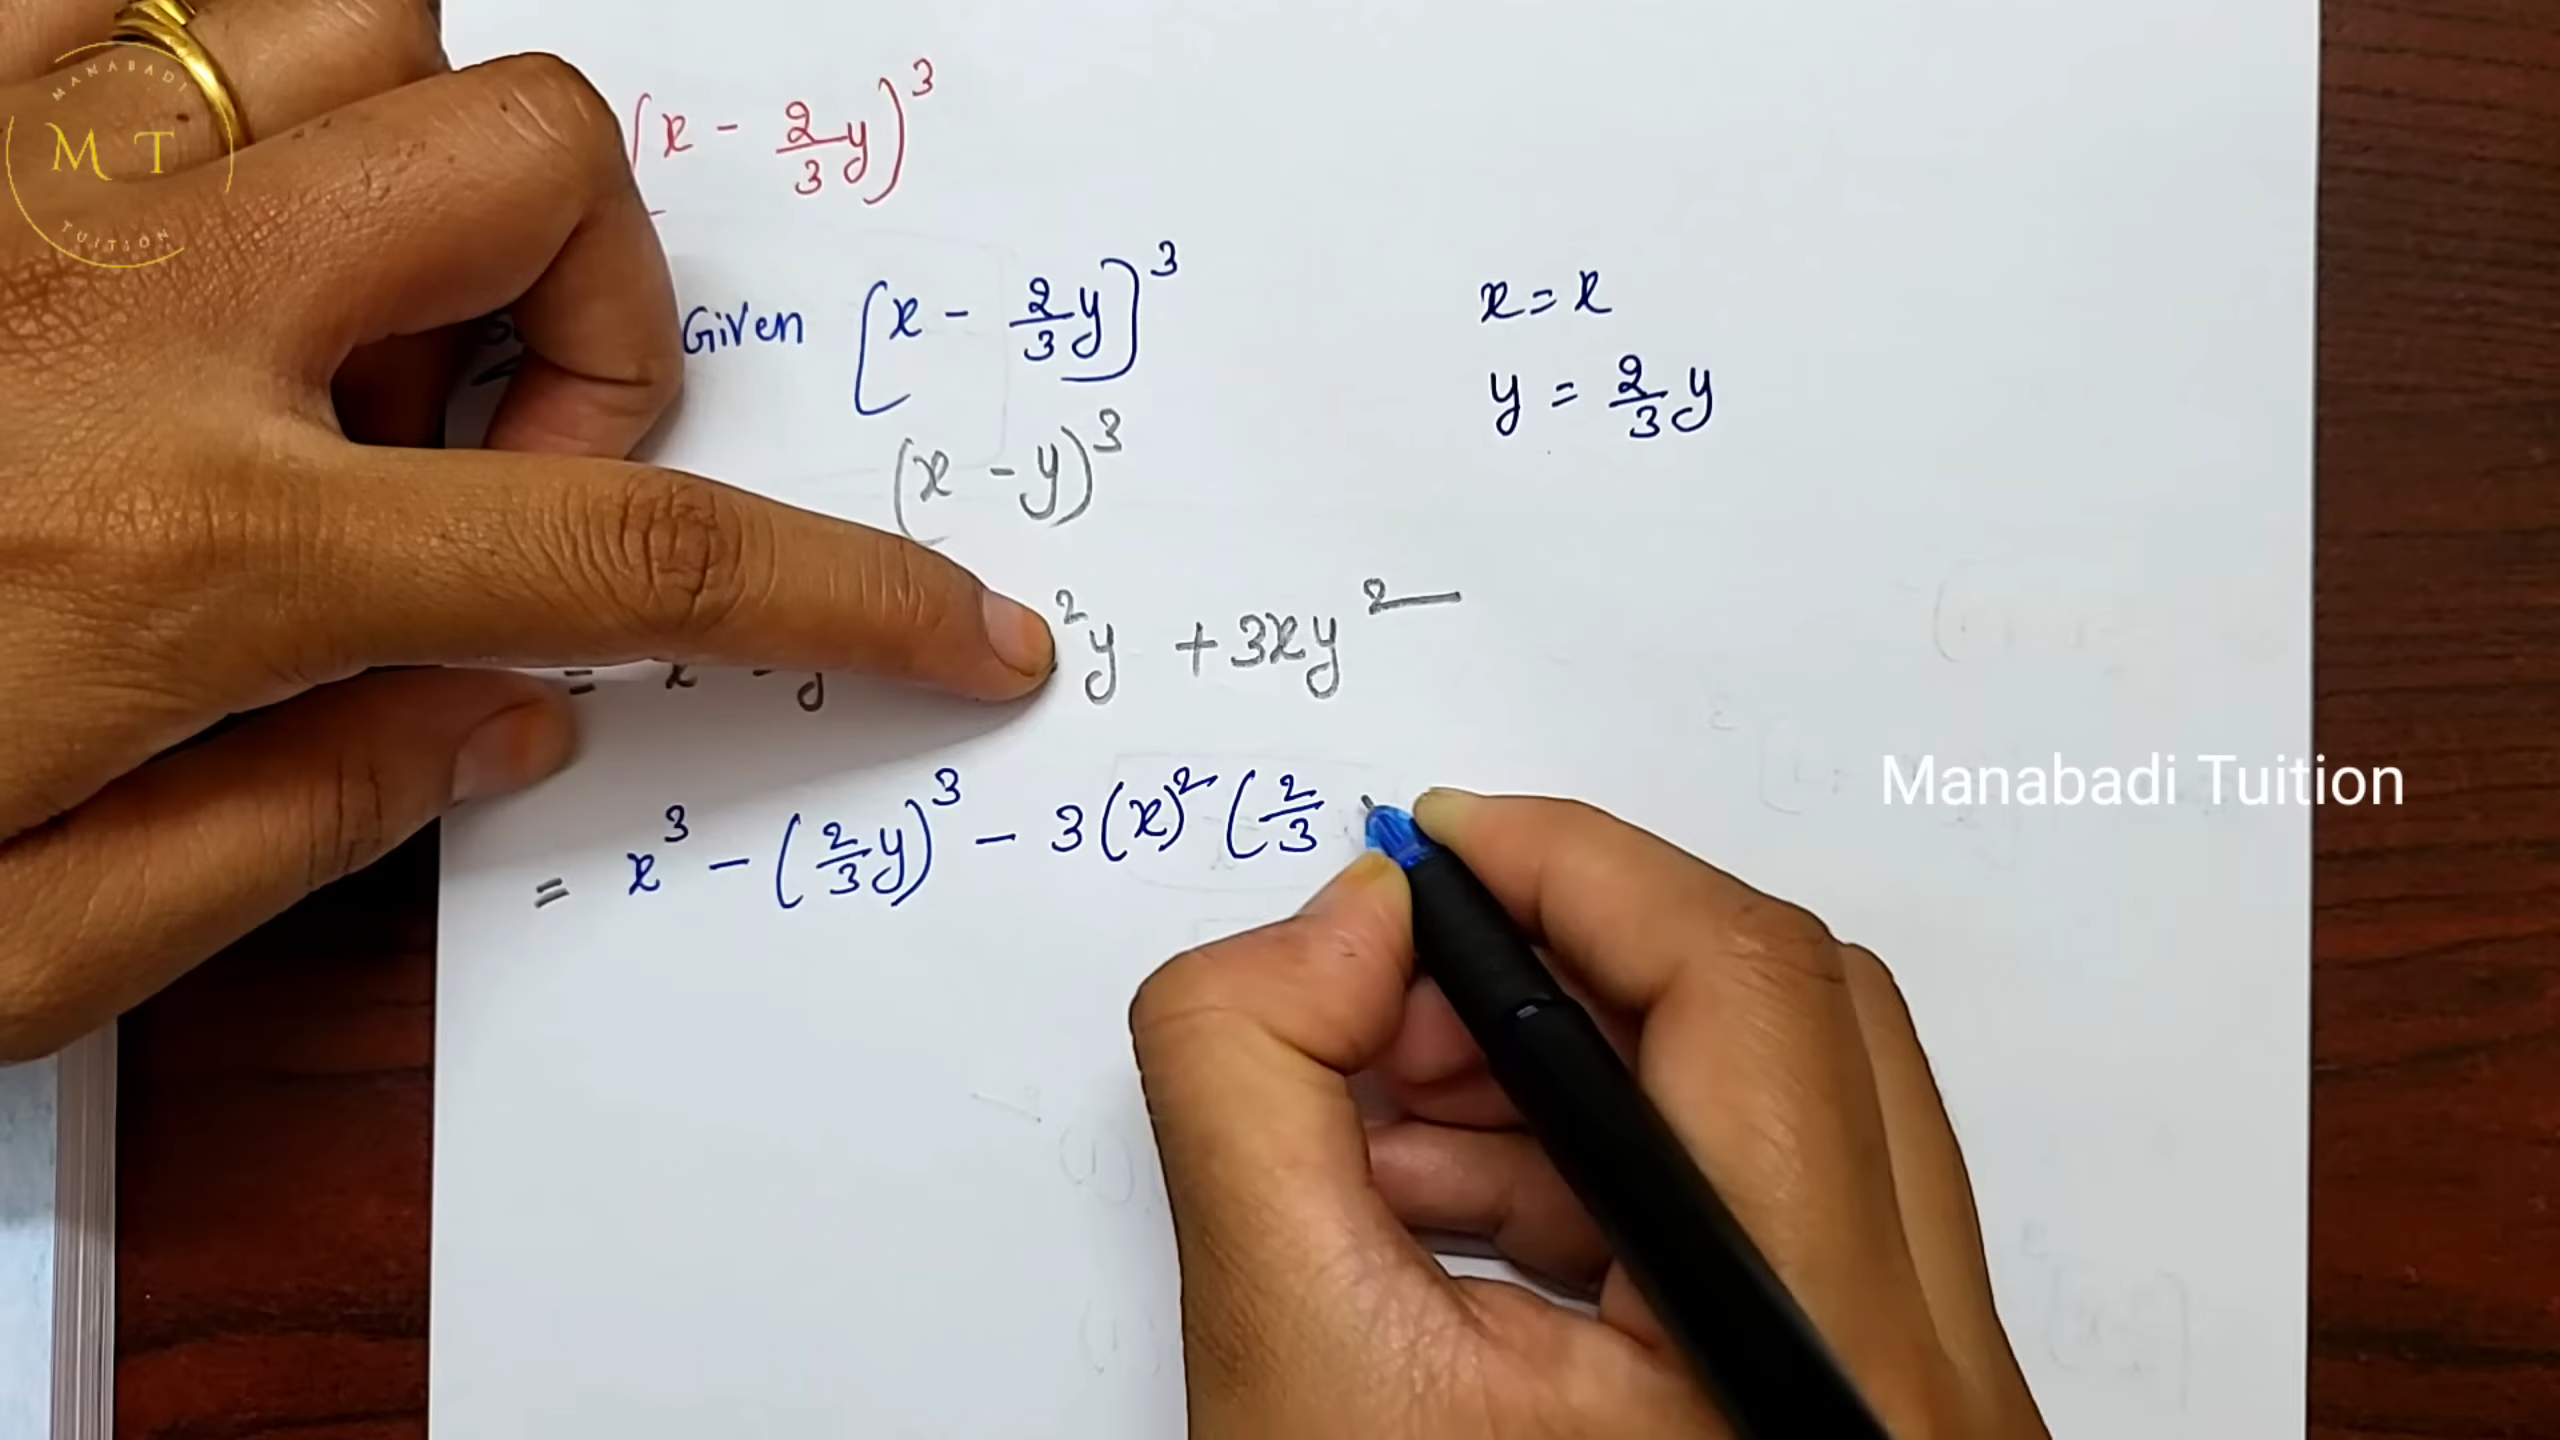 MANABADI
M T
TUITION
(x - 2/3 y)^3
Given [x - 2/3 y]^3
x = x
y = 2/3 y
(x - y)^3
= x - y ^2 y + 3xy^2
Manabadi Tuition
= x^3 - (2/3 y)^3 - 3(x)^2 (2/3